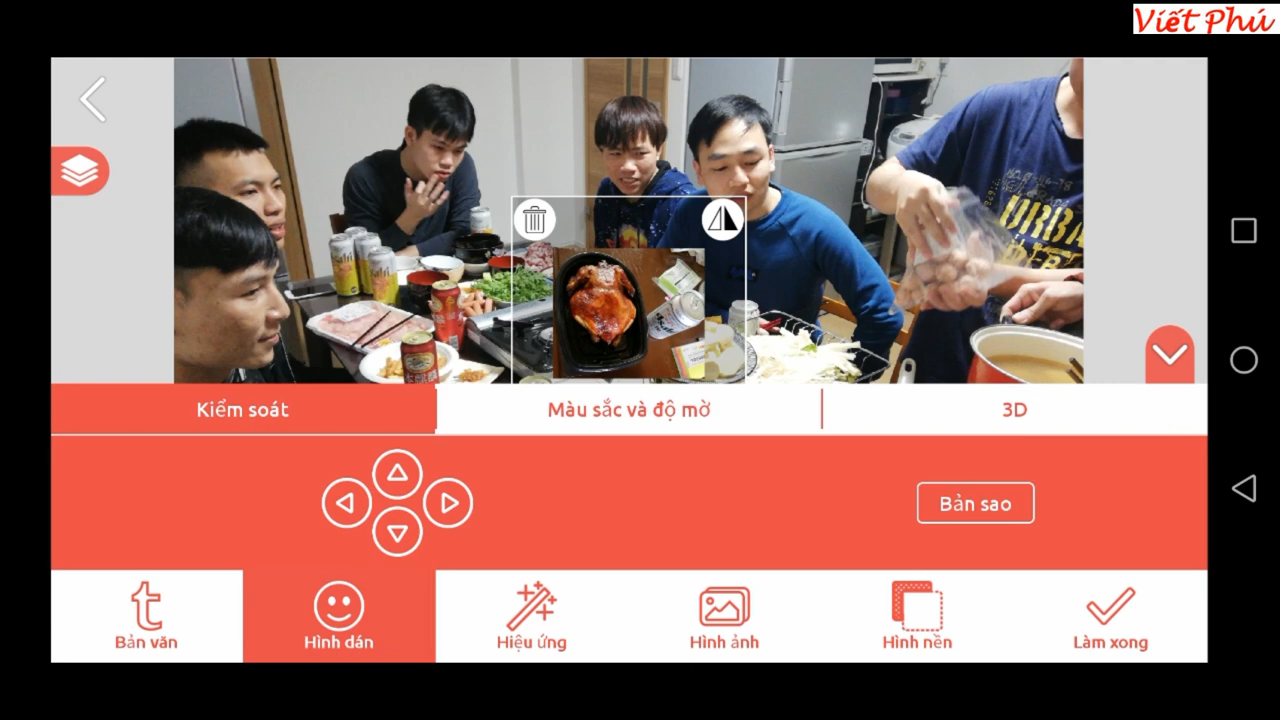 Viết Phú
Kiểm soát
Màu sắc và độ mờ
3D
Bản sao
Bản văn
Hình dán
Hiệu ứng
Hình ảnh
Hình nền
Làm xong